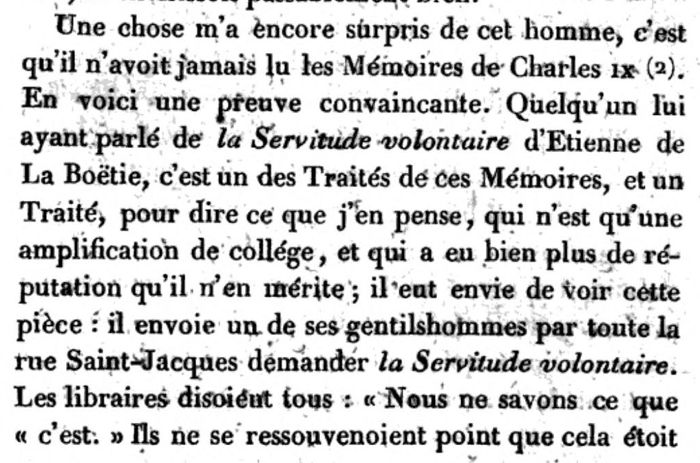 Une chose m'a encore surpris de cet homme, c'est
qu'il n'avoit jamais lu les Mémoires de Charles IX (2).
En voici une preuve convaincante. Quelqu'un lui
ayant parlé de la Servitude volontaire d'Etienne de
La Boëtie, c'est un des Traités de ces Mémoires, et un
Traité, pour dire ce que j'en pense, qui n'est qu'une
amplification de collége, et qui a eu bien plus de ré-
putation qu'il n'en mérite ; il eut envie de voir cette
pièce : il envoie un de ses gentilshommes par toute la
rue Saint-Jacques demander la Servitude volontaire.
Les libraires disoient tous : « Nous ne savons ce que
« c'est. » Ils ne se ressouvenoient point que cela étoit